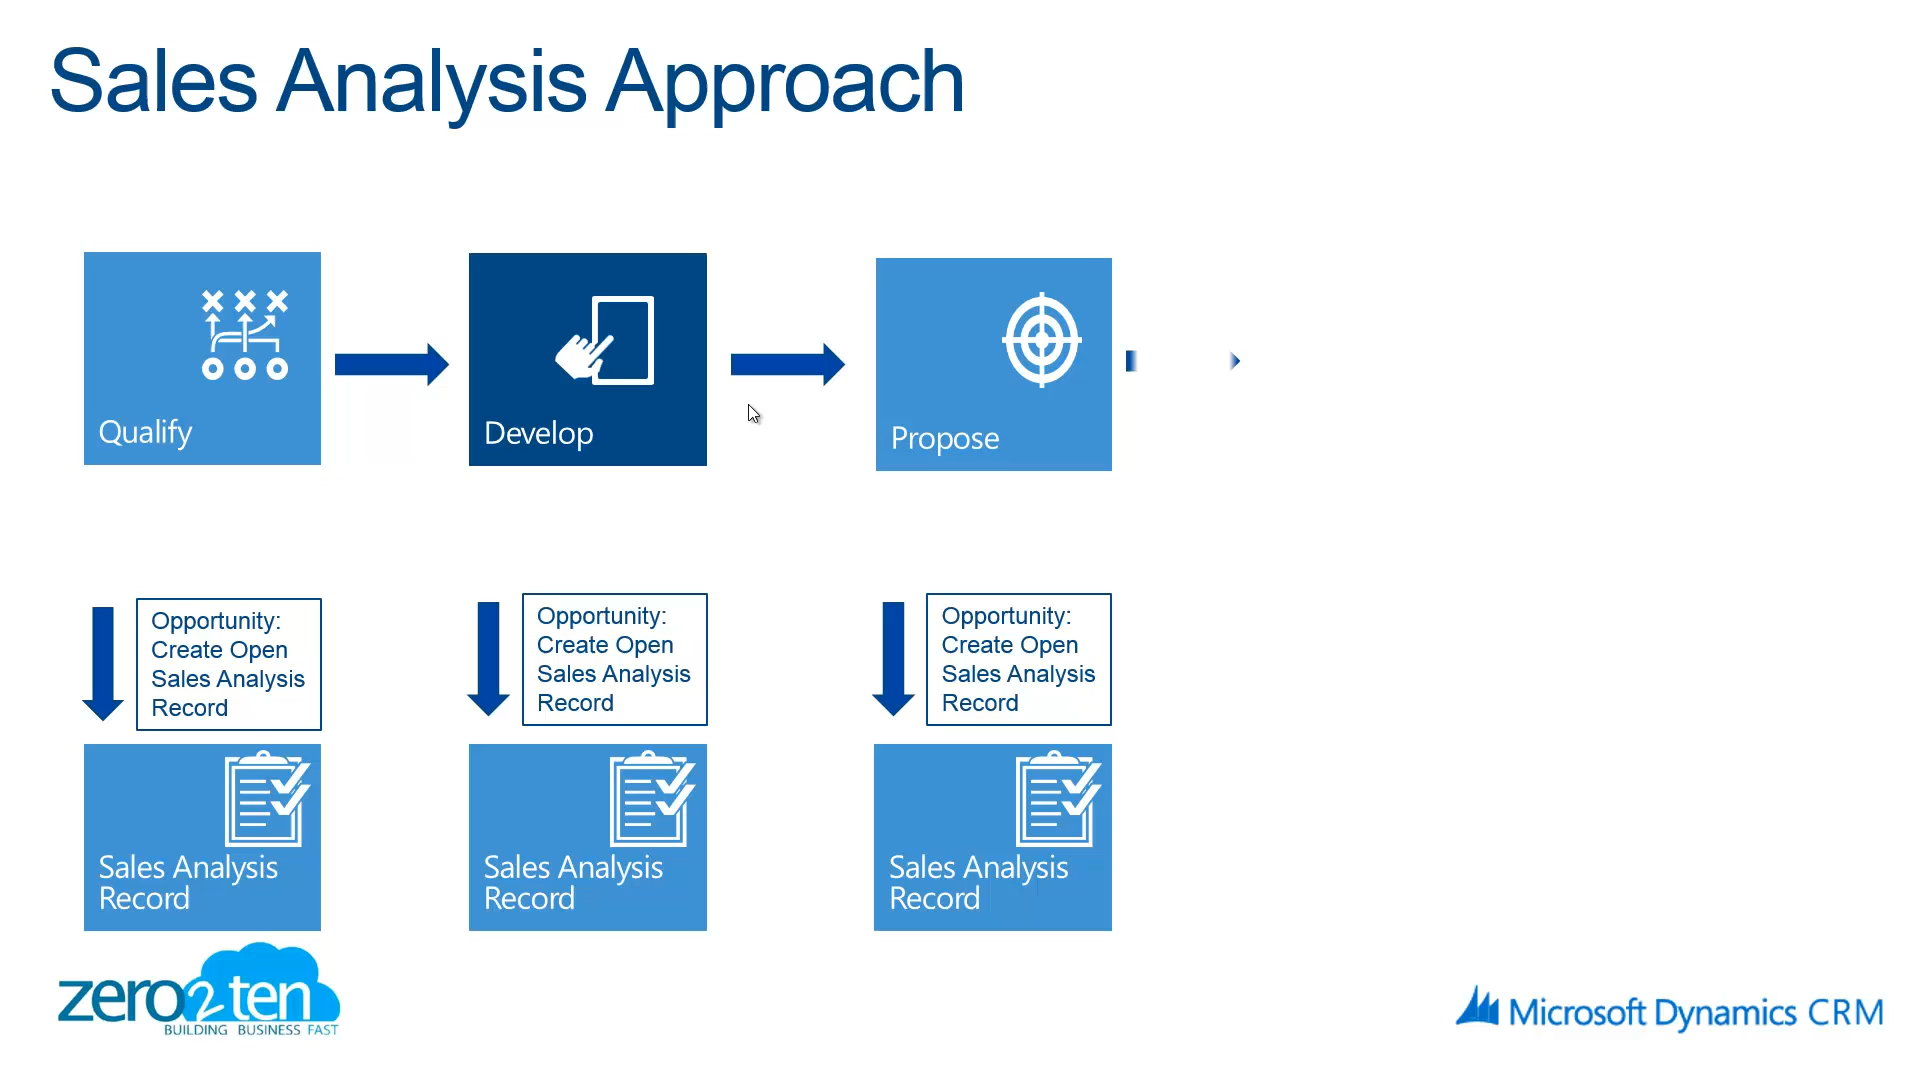 Sales Analysis Approach
Qualify
Develop
Propose
Opportunity:
Create Open
Sales Analysis
Record
Opportunity:
Create Open
Sales Analysis
Record
Opportunity:
Create Open
Sales Analysis
Record
Sales Analysis
Record
Sales Analysis
Record
Sales Analysis
Record
zero2ten
BUILDING BUSINESS FAST
Microsoft Dynamics CRM